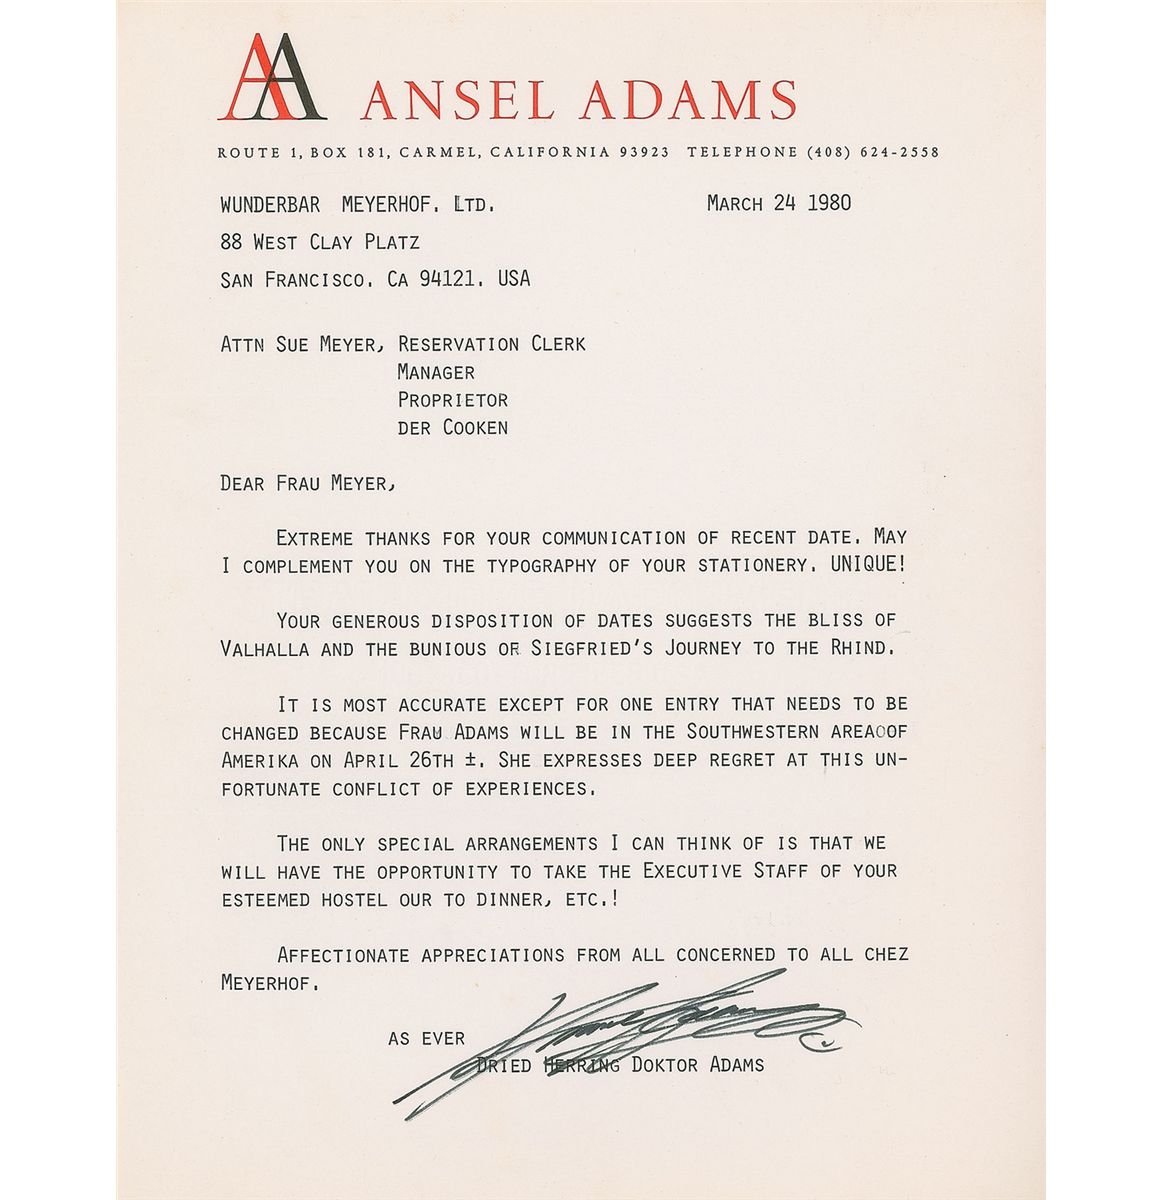 AA ANSEL ADAMS
ROUTE 1, BOX 181, CARMEL, CALIFORNIA 93923 TELEPHONE (408) 624-2558
WUNDERBAR MEYERHOF. LTD. MARCH 24 1980
88 WEST CLAY PLATZ
SAN FRANCISCO. CA 94121. USA
ATTN SUE MEYER, RESERVATION CLERK
MANAGER
PROPRIETOR
DER COOKEN
DEAR FRAU MEYER,
EXTREME THANKS FOR YOUR COMMUNICATION OF RECENT DATE. MAY
I COMPLEMENT YOU ON THE TYPOGRAPHY OF YOUR STATIONERY. UNIQUE!
YOUR GENEROUS DISPOSITION OF DATES SUGGESTS THE BLISS OF
VALHALLA AND THE BUNIOUS OF SIEGFRIED'S JOURNEY TO THE RHIND.
IT IS MOST ACCURATE EXCEPT FOR ONE ENTRY THAT NEEDS TO BE
CHANGED BECAUSE FRAU ADAMS WILL BE IN THE SOUTHWESTERN AREAOOF
AMERIKA ON APRIL 26TH ±. SHE EXPRESSES DEEP REGRET AT THIS UN-
FORTUNATE CONFLICT OF EXPERIENCES.
THE ONLY SPECIAL ARRANGEMENTS I CAN THINK OF IS THAT WE
WILL HAVE THE OPPORTUNITY TO TAKE THE EXECUTIVE STAFF OF YOUR
ESTEEMED HOSTEL OUR TO DINNER, ETC.!
AFFECTIONATE APPRECIATIONS FROM ALL CONCERNED TO ALL CHEZ
MEYERHOF.
AS EVER
DRIED HERRING DOKTOR ADAMS